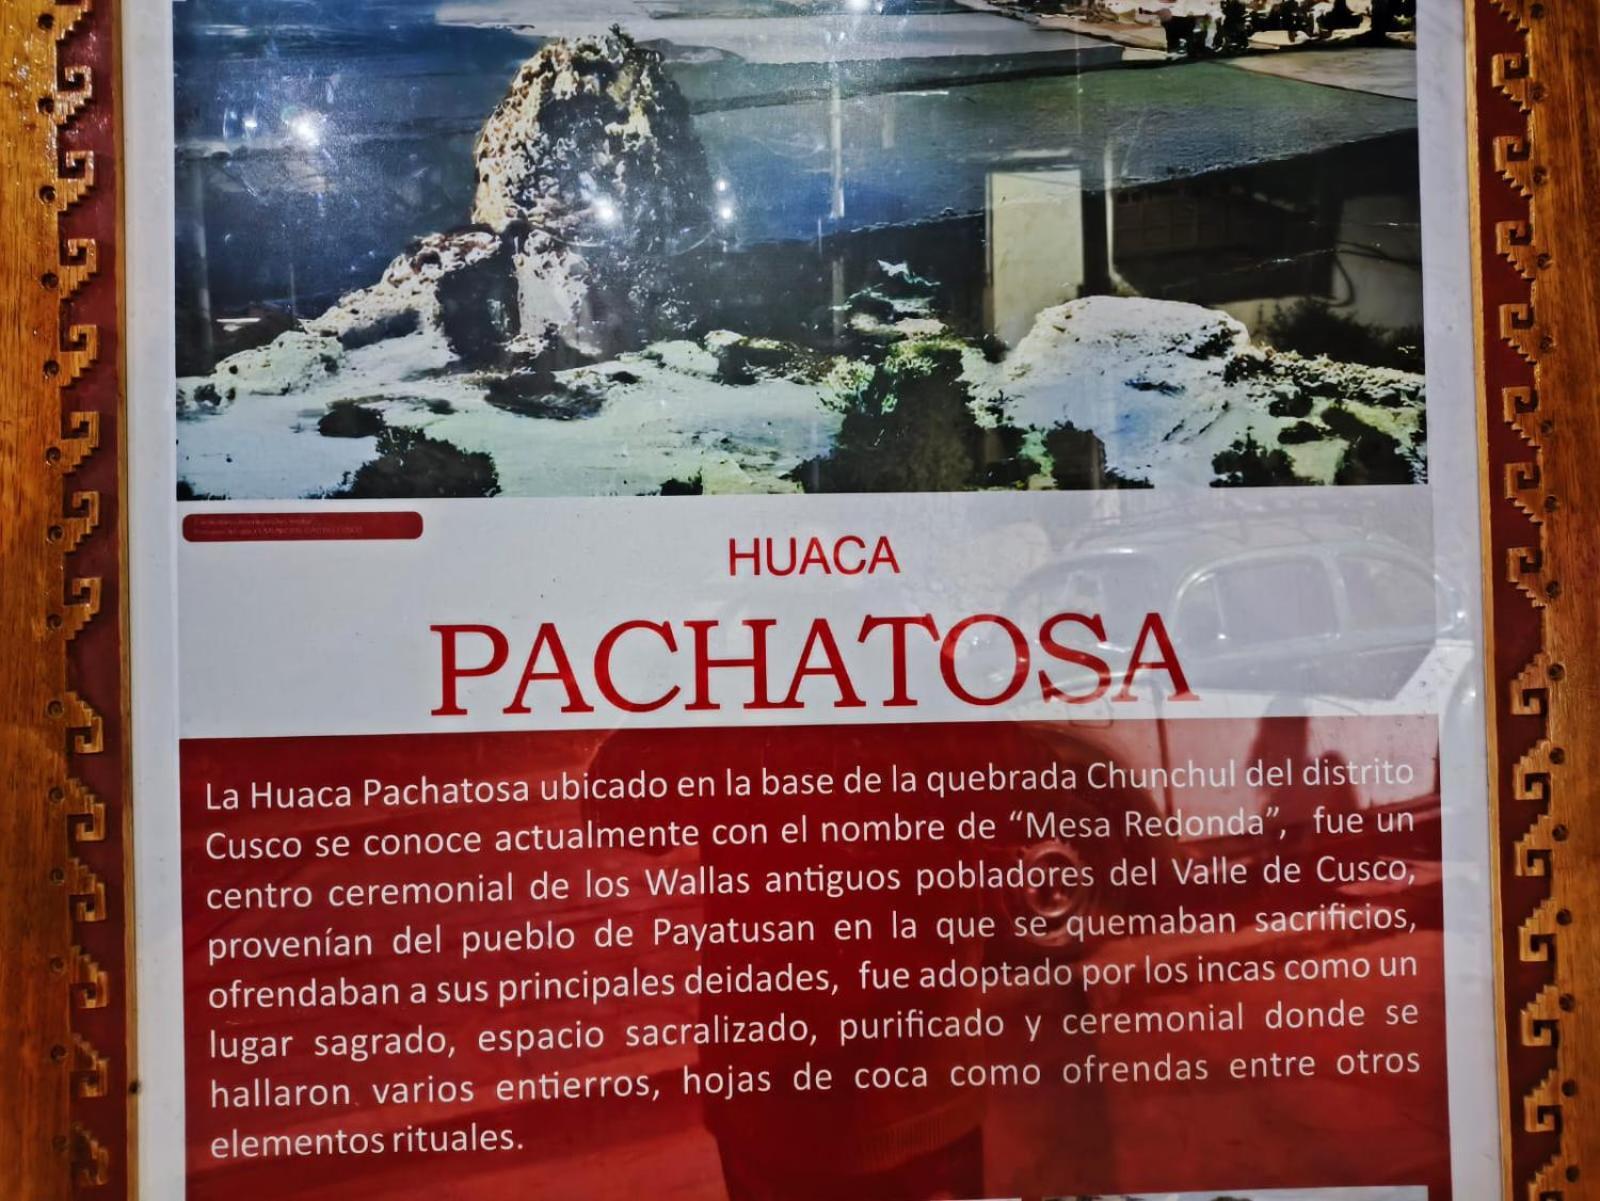 HUACA
PACHATOSA
La Huaca Pachatosa ubicado en la base de la quebrada Chunchul del distrito
Cusco se conoce actualmente con el nombre de “Mesa Redonda”, fue un
centro ceremonial de los Wallas antiguos pobladores del Valle de Cusco,
provenían del pueblo de Payatusan en la que se quemaban sacrificios,
ofrendaban a sus principales deidades, fue adoptado por los incas como un
lugar sagrado, espacio sacralizado, purificado y ceremonial donde se
hallaron varios entierros, hojas de coca como ofrendas entre otros
elementos rituales.